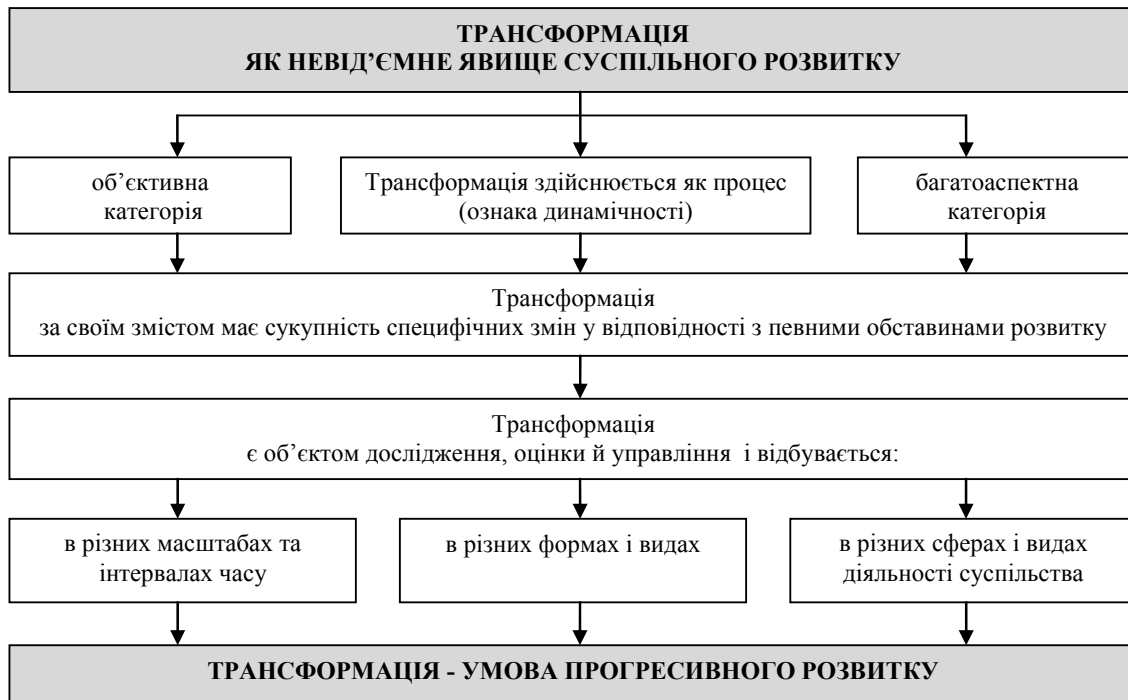 ТРАНСФОРМАЦІЯ
ЯК НЕВІД’ЄМНЕ ЯВИЩЕ СУСПІЛЬНОГО РОЗВИТКУ
об’єктивна
категорія
Трансформація здійснюється як процес
(ознака динамічності)
багатоаспектна
категорія
Трансформація
за своїм змістом має сукупність специфічних змін у відповідності з певними обставинами розвитку
Трансформація
є об’єктом дослідження, оцінки й управління і відбувається:
в різних масштабах та
інтервалах часу
в різних формах і видах
в різних сферах і видах
діяльності суспільства
ТРАНСФОРМАЦІЯ - УМОВА ПРОГРЕСИВНОГО РОЗВИТКУ